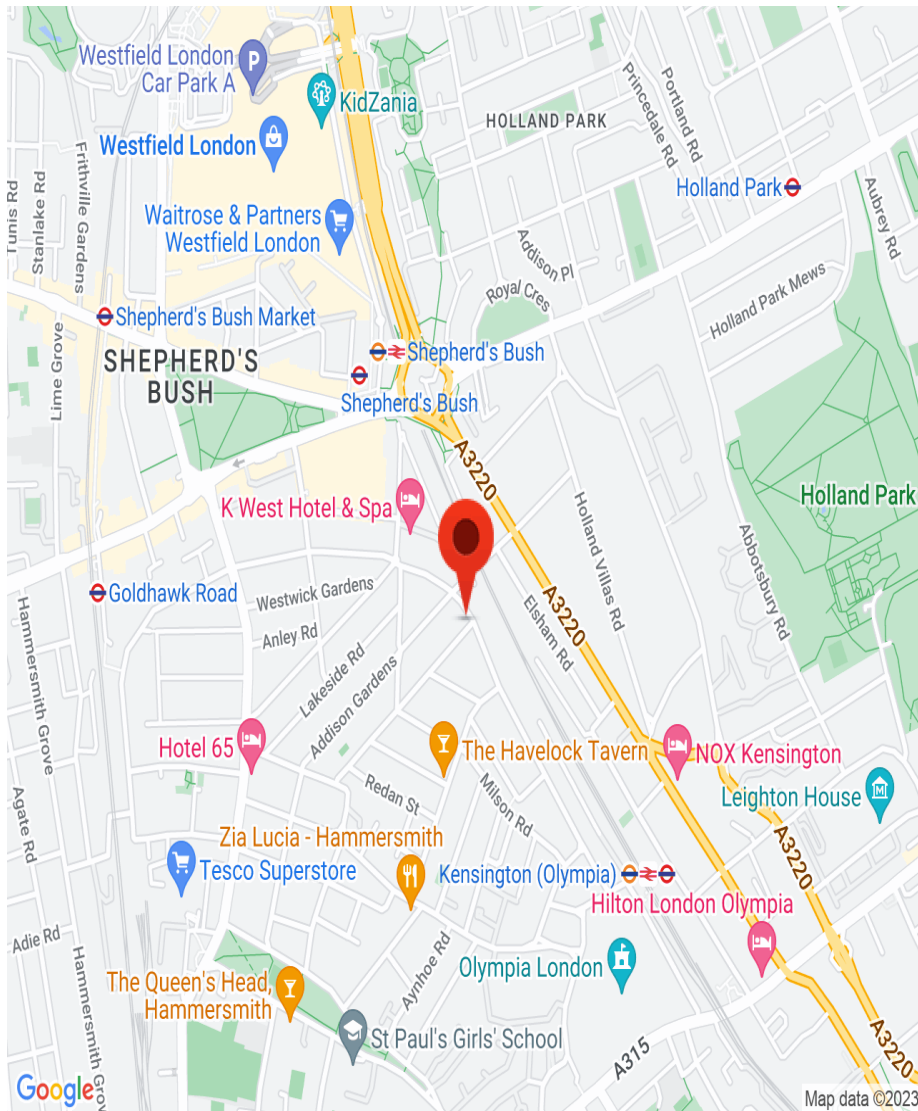 Westfield London
Car Park A
P
KidZania
HOLLAND PARK
Princedale Rd
Portland Rd
Westfield London
Frithville Gardens
Stanlake Rd
Tunis Rd
Holland Park
Aubrey Rd
Waitrose & Partners
Westfield London
Addison Pl
Royal Cres
Holland Park Mews
Shepherd's Bush Market
SHEPHERD'S
BUSH
Lime Grove
Shepherd's Bush
Shepherd's Bush
A3220
K West Hotel & Spa
Holland Villas Rd
Holland Park
Abbotsbury Rd
Goldhawk Road
Westwick Gardens
Anley Rd
Elsham Rd
A3220
Hammersmith Grove
Lakeside Rd
Addison Gardens
Hotel 65
The Havelock Tavern
NOX Kensington
Leighton House
M
Redan St
Milson Rd
Agate Rd
Zia Lucia - Hammersmith
Tesco Superstore
Kensington (Olympia)
A3220
Hilton London Olympia
Adie Rd
Aynhoe Rd
Olympia London
The Queen's Head,
Hammersmith
Hammersmith Grov
St Paul's Girls' School
A315
A3220
Google
Map data ©2023